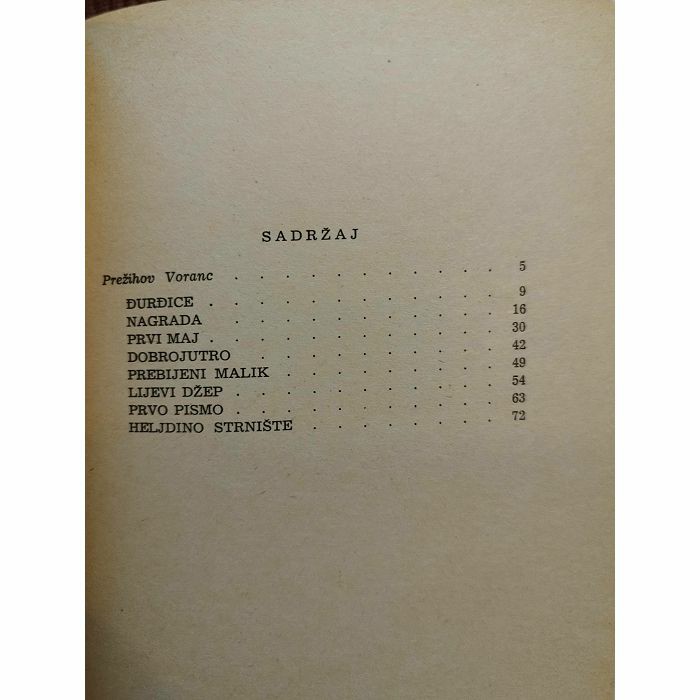 SADRŽAJ
Prežihov Voranc . . . . . . . . . . . 5
ĐURĐICE . . . . . . . . . . . . 9
NAGRADA . . . . . . . . . . . 16
PRVI MAJ . . . . . . . . . . . . 30
DOBROJUTRO . . . . . . . . . . 42
PREBIJENI MALIK . . . . . . . . . 49
LIJEVI DŽEP . . . . . . . . . . . 54
PRVO PISMO . . . . . . . . . . . 63
HELJDINO STRNIŠTE . . . . . . . 72